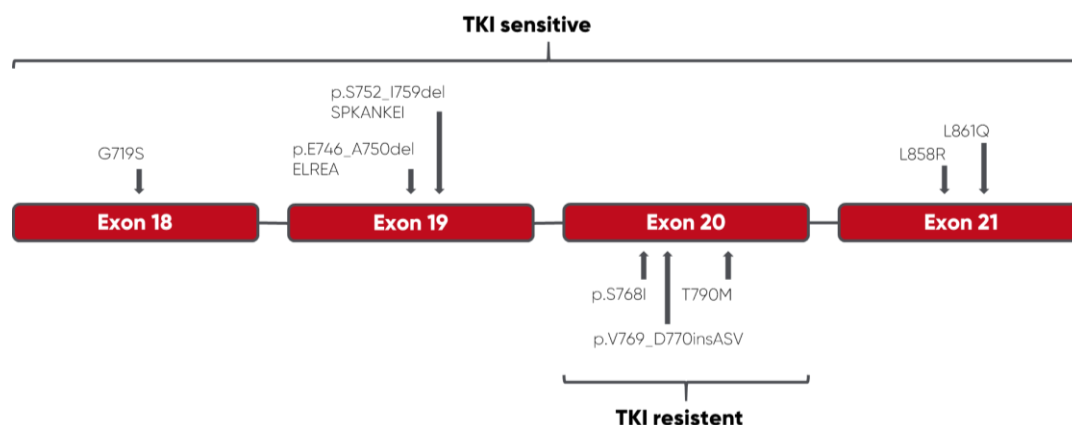 TKI sensitive
p.S752_I759del
SPKANKEI
L861Q
G719S
p.E746_A750del
ELREA
L858R
Exon 18
Exon 19
Exon 20
Exon 21
p.S768I
T790M
p.V769_D770insASV
TKI resistent